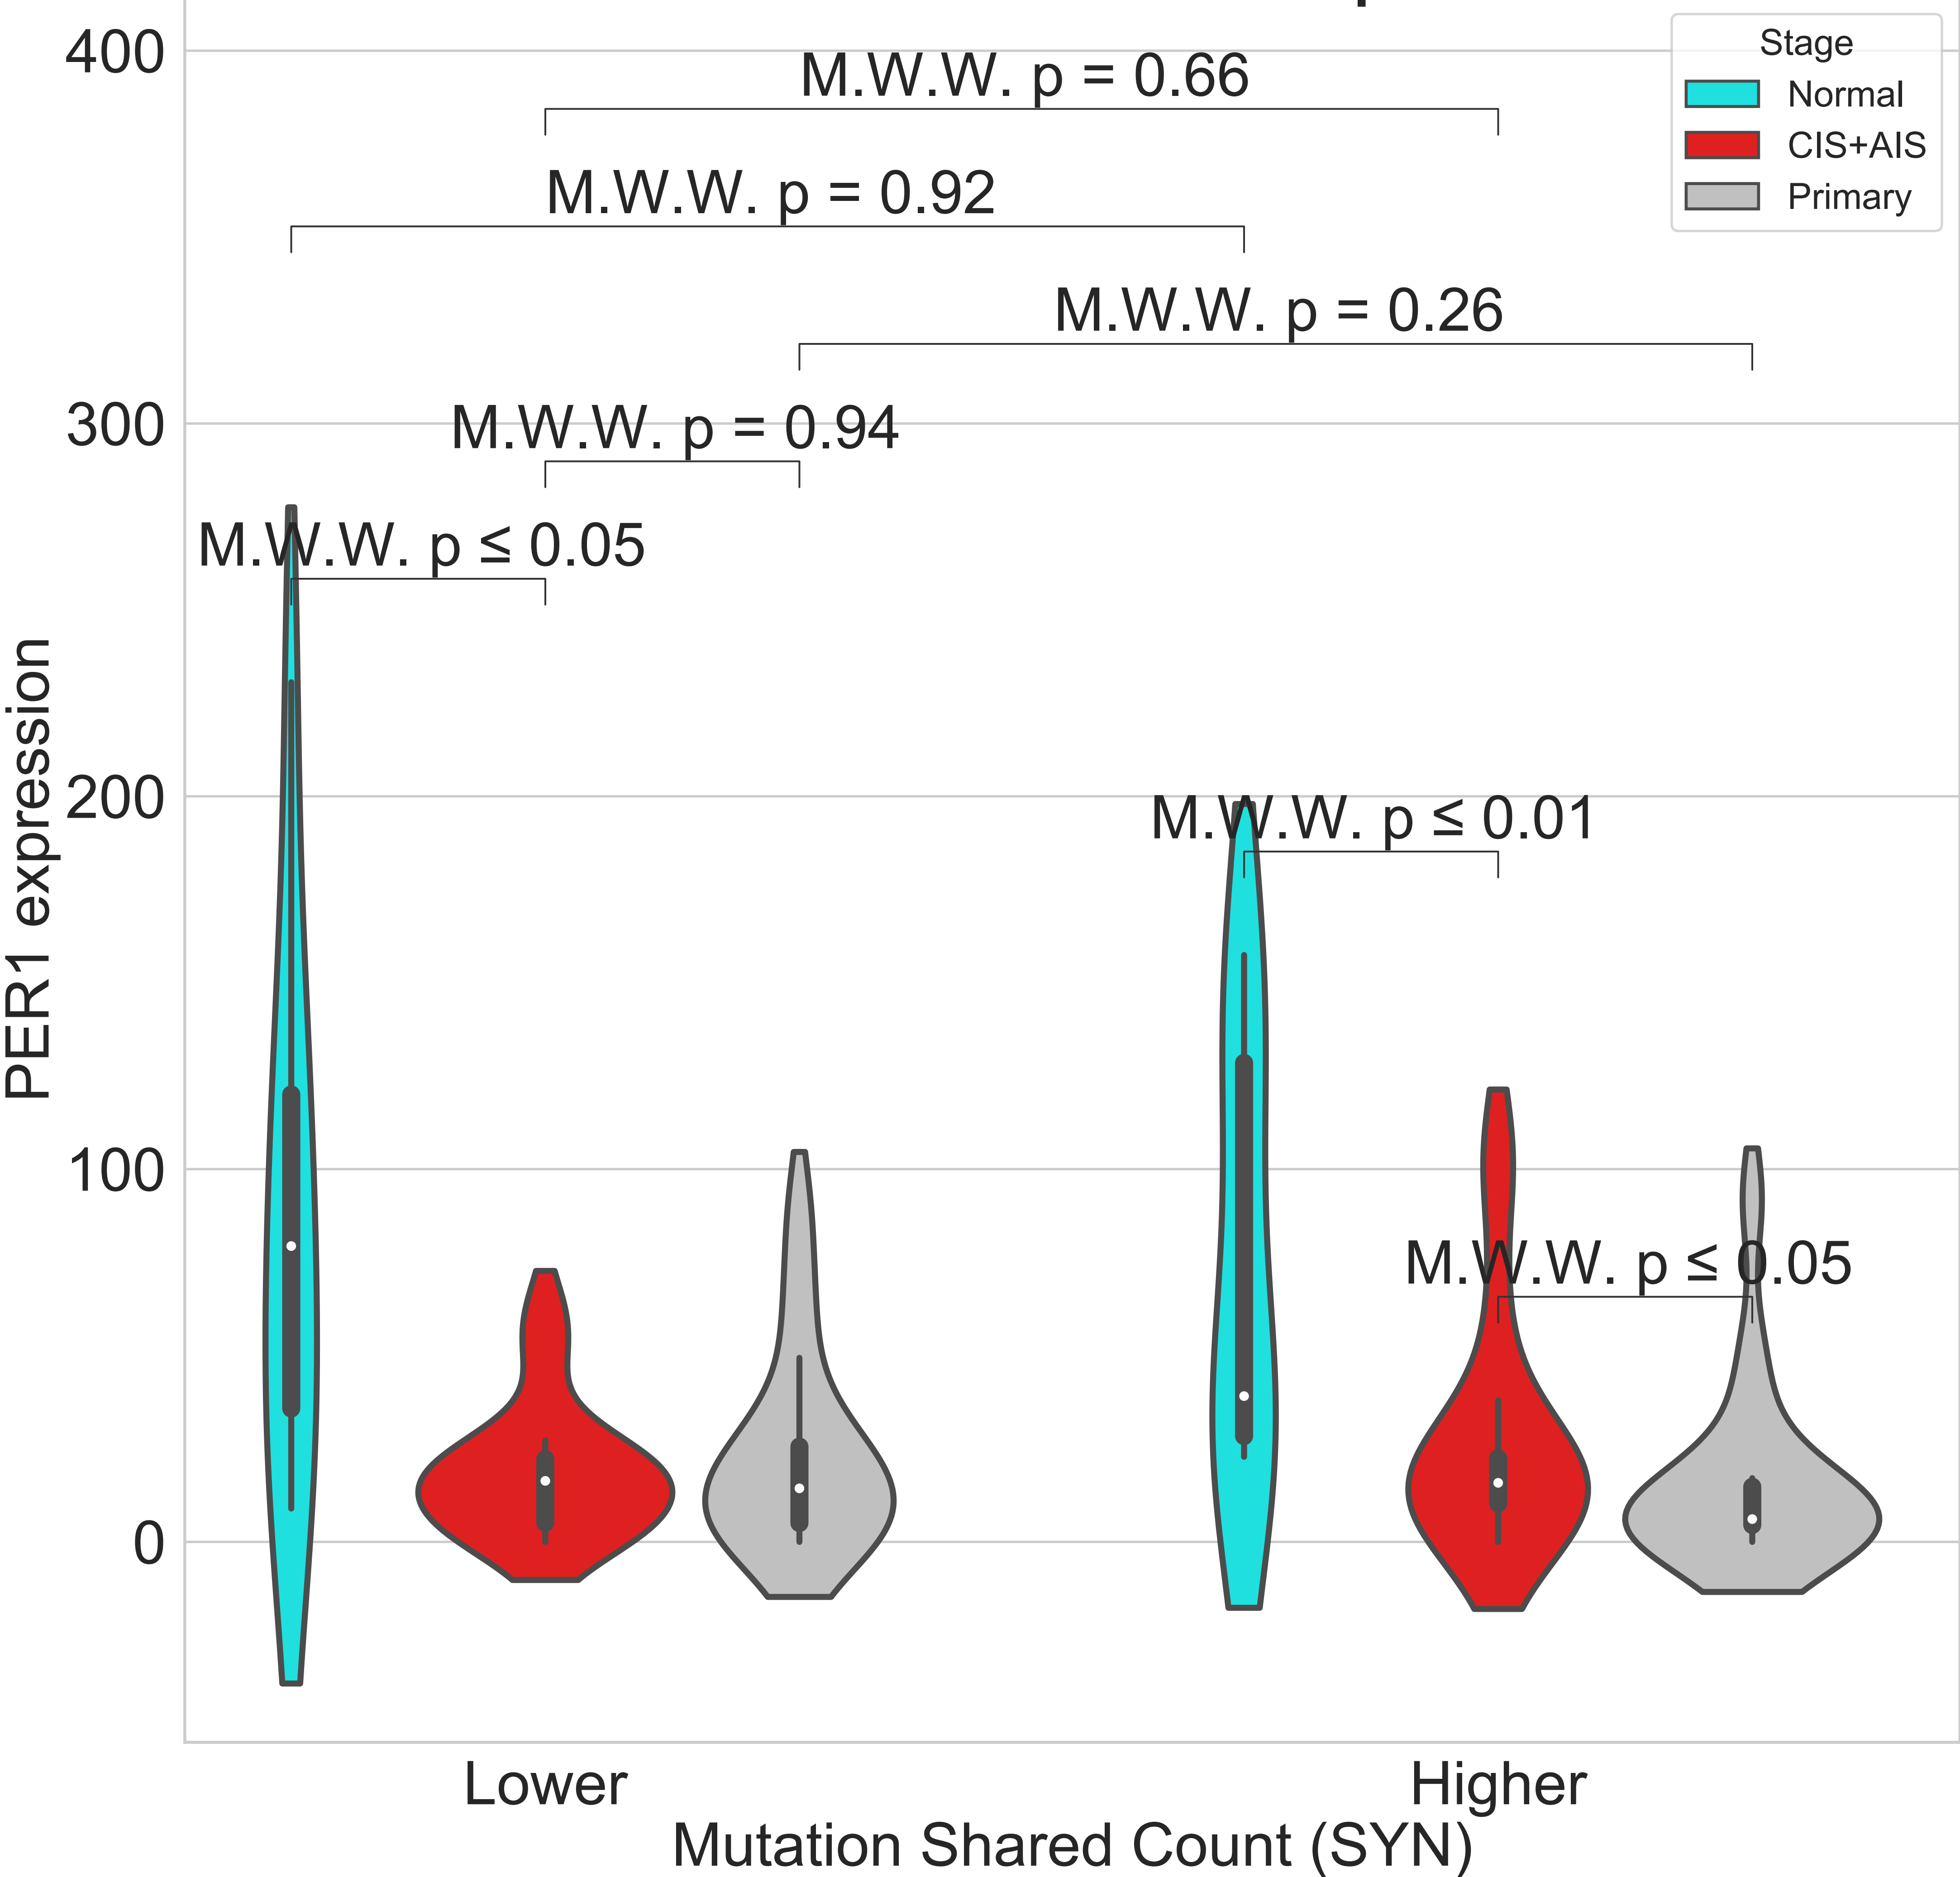 400
300
200
100
0
PER1 expression
M.W.W. p = 0.66
M.W.W. p = 0.92
M.W.W. p = 0.26
M.W.W. p = 0.94
M.W.W. p ≤ 0.05
M.W.W. p ≤ 0.01
M.W.W. p ≤ 0.05
Stage
Normal
CIS+AIS
Primary
Lower
Higher
Mutation Shared Count (SYN)